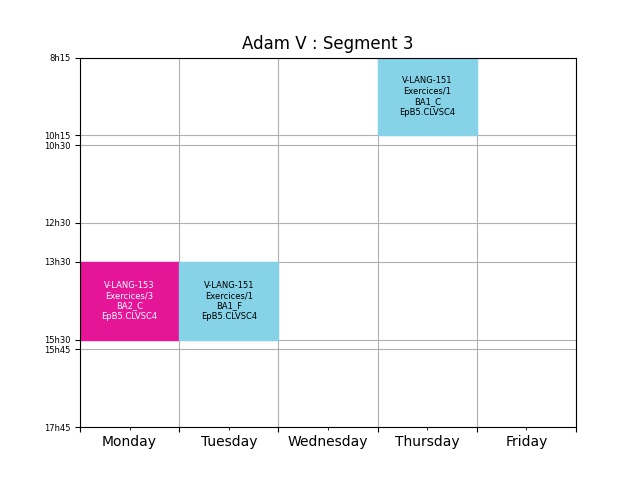 Adam V : Segment 3
8h15
V-LANG-151
Exercices/1
BA1_C
EpB5.CLVSC4
10h15
10h30
12h30
13h30
V-LANG-153
Exercices/3
BA2_C
EpB5.CLVSC4
V-LANG-151
Exercices/1
BA1_F
EpB5.CLVSC4
15h30
15h45
17h45
Monday Tuesday Wednesday Thursday Friday